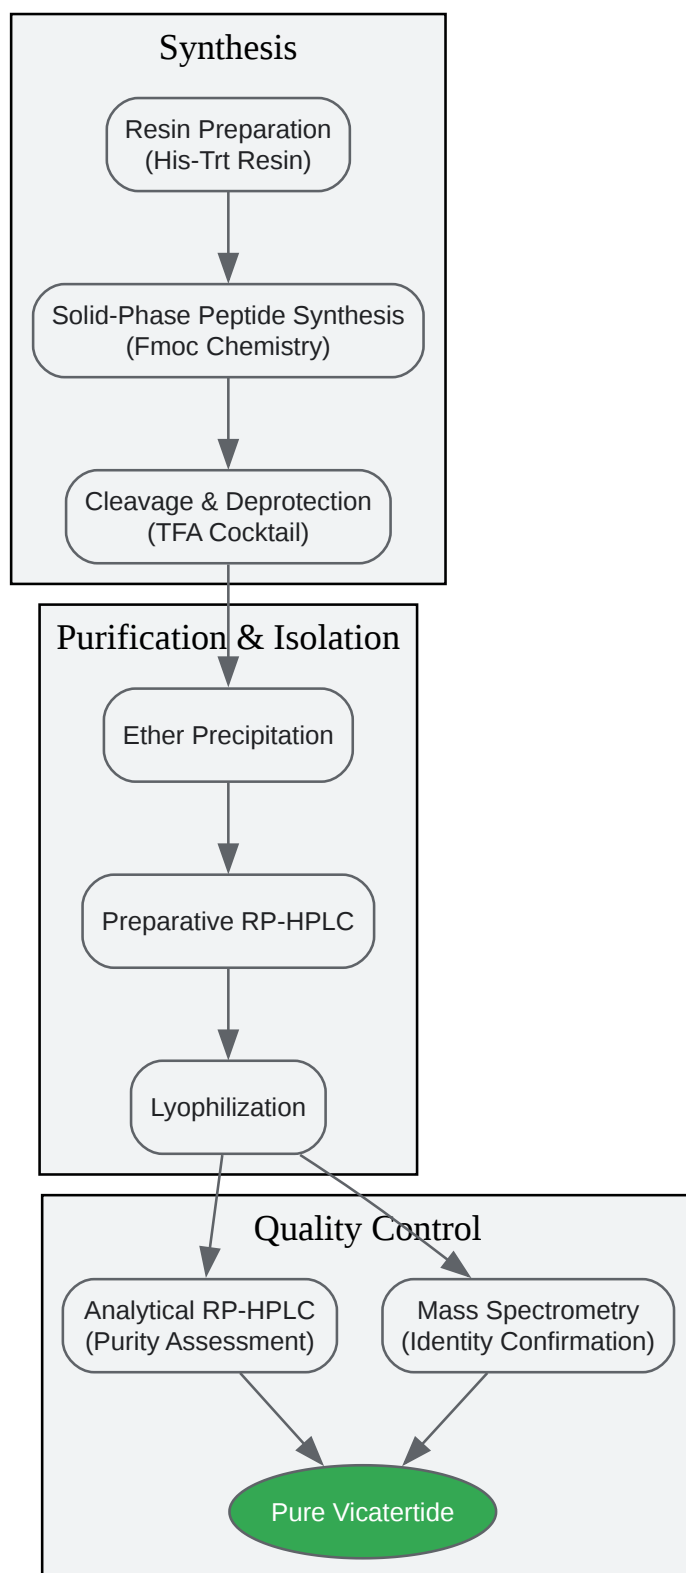 Synthesis
Resin Preparation
(His-Trt Resin)
Solid-Phase Peptide Synthesis
(Fmoc Chemistry)
Cleavage & Deprotection
(TFA Cocktail)
Purification & Isolation
Ether Precipitation
Preparative RP-HPLC
Lyophilization
Quality Control
Analytical RP-HPLC
(Purity Assessment)
Mass Spectrometry
(Identity Confirmation)
Pure Vicatertide